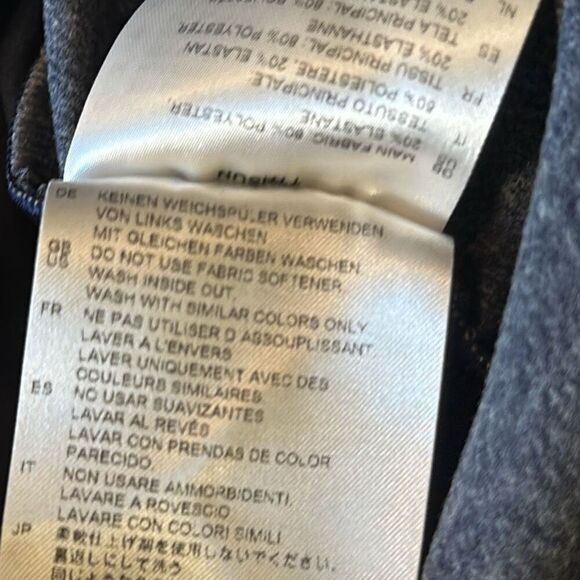 NL
20% ELASTA
TELA PRINCIPAL: 80% POLIESTER
ES
20% ELASTHANNE
TISSU PRINCIPAL: 80% POLYESTER
FR
80% POLIESTERE, 20% ELASTAN
TESSUTO PRINCIPALE:
IT
20% ELASTANE
MAIN FABRIC: 80% POLYESTER,
GB
US
DE KEINEN WEICHSPÜLER VERWENDEN
VON LINKS WASCHEN
MIT GLEICHEN FARBEN WASCHEN
GB DO NOT USE FABRIC SOFTENER.
US WASH INSIDE OUT.
WASH WITH SIMILAR COLORS ONLY
FR NE PAS UTILISER D ASSOUPLISSANT.
LAVER A L'ENVERS
LAVER UNIQUEMENT AVEC DES
COULEURS SIMILAIRES
ES NO USAR SUAVIZANTES
LAVAR AL REVÉS
LAVAR CON PRENDAS DE COLOR
PARECIDO.
IT NON USARE AMMORBIDENTI.
LAVARE A ROVESCIO
LAVARE CON COLORI SIMILI
JP 柔軟仕上げ剤を使用しないでください。
裏返しにして洗う